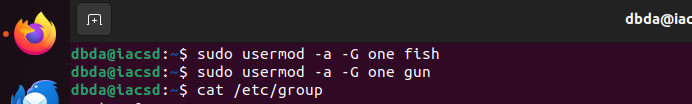 dbda@iac
dbda@iacsd:~$ sudo usermod -a -G one fish
dbda@iacsd:~$ sudo usermod -a -G one gun
dbda@iacsd:~$ cat /etc/group